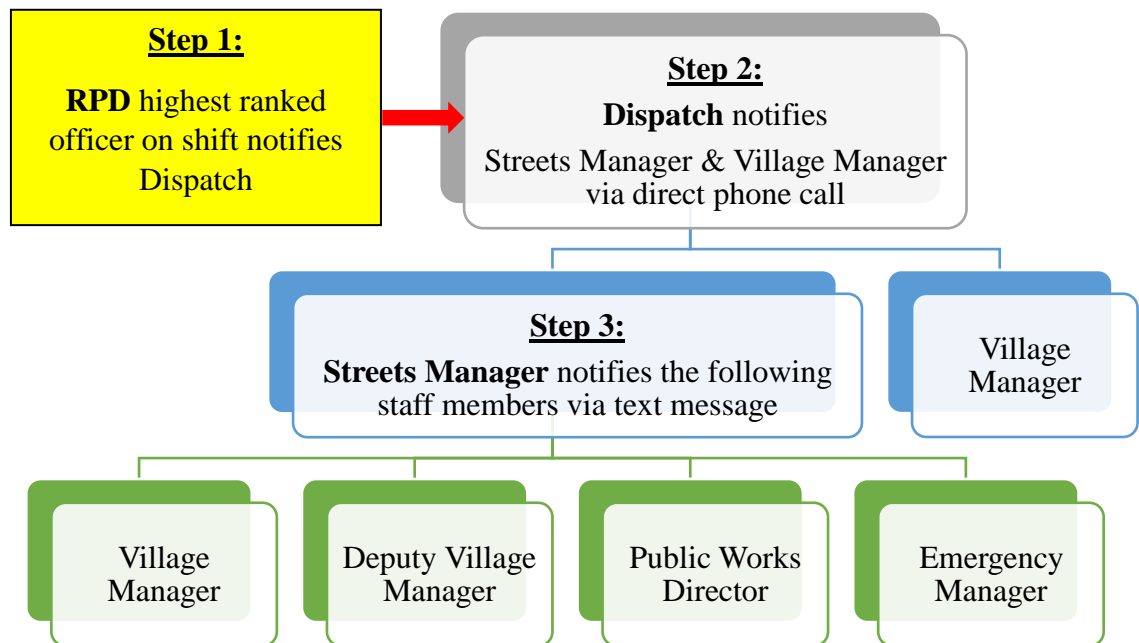 Step 1:
RPD highest ranked
officer on shift notifies
Dispatch
Step 2:
Dispatch notifies
Streets Manager & Village Manager
via direct phone call
Step 3:
Streets Manager notifies the following
staff members via text message
Village
Manager
Village
Manager
Deputy Village
Manager
Public Works
Director
Emergency
Manager